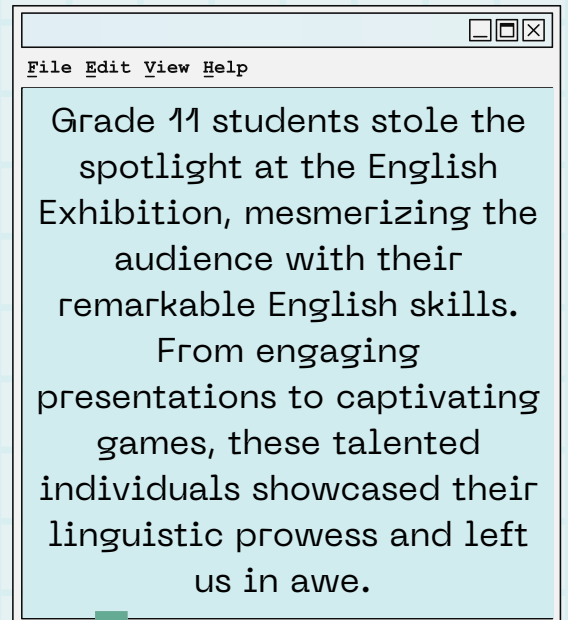 File Edit View Help
Grade 11 students stole the
spotlight at the English
Exhibition, mesmerizing the
audience with their
remarkable English skills.
From engaging
presentations to captivating
games, these talented
individuals showcased their
linguistic prowess and left
us in awe.